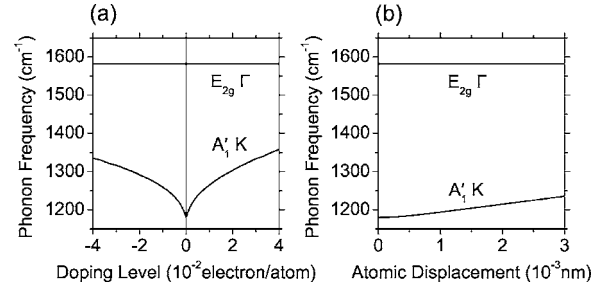 (a)
1600
1500
1400
1300
1200
Phonon Frequency (cm⁻¹)
E₂g Γ
A′₁ K
-4 -2 0 2 4
Doping Level (10⁻²electron/atom)
(b)
1600
1500
1400
1300
1200
Phonon Frequency (cm⁻¹)
E₂g Γ
A′₁ K
0 1 2 3
Atomic Displacement (10⁻³nm)